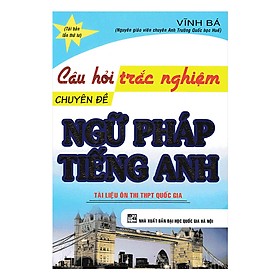 VĨNH BÁ
(Nguyên giáo viên chuyên Anh Trường Quốc học Huế)
(Tái bản
lần thứ tư)
Câu hỏi trắc nghiệm
CHUYÊN ĐỀ
NGỮ PHÁP
TIẾNG ANH
TÀI LIỆU ÔN THI THPT QUỐC GIA
NHÀ XUẤT BẢN ĐẠI HỌC QUỐC GIA HÀ NỘI